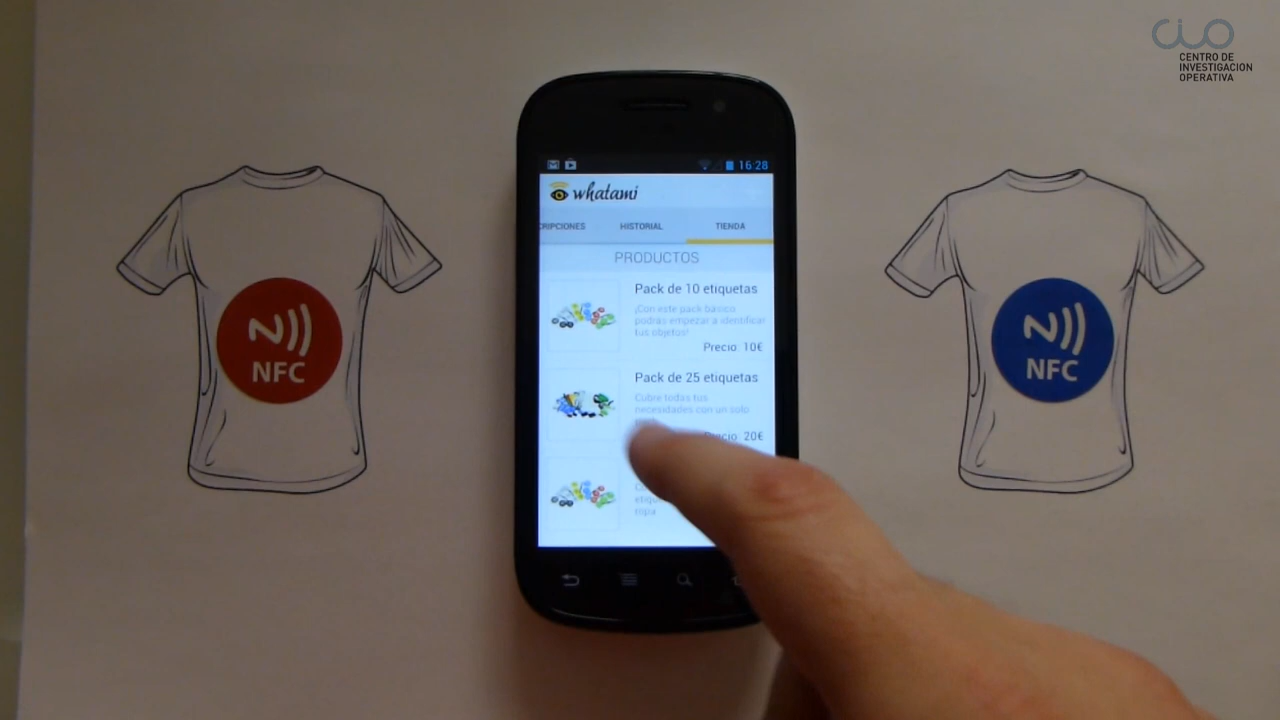 CIO
CENTRO DE
INVESTIGACION
OPERATIVA
16:28
whatami
CRIPCIONES HISTORIAL TIENDA
PRODUCTOS
Pack de 10 etiquetas
¡Con este pack básico
podrás empezar a identificar
tus objetos!
Precio: 10€
Pack de 25 etiquetas
Cubre todas tus
necesidades con un solo
Precio: 20€
NFC
NFC